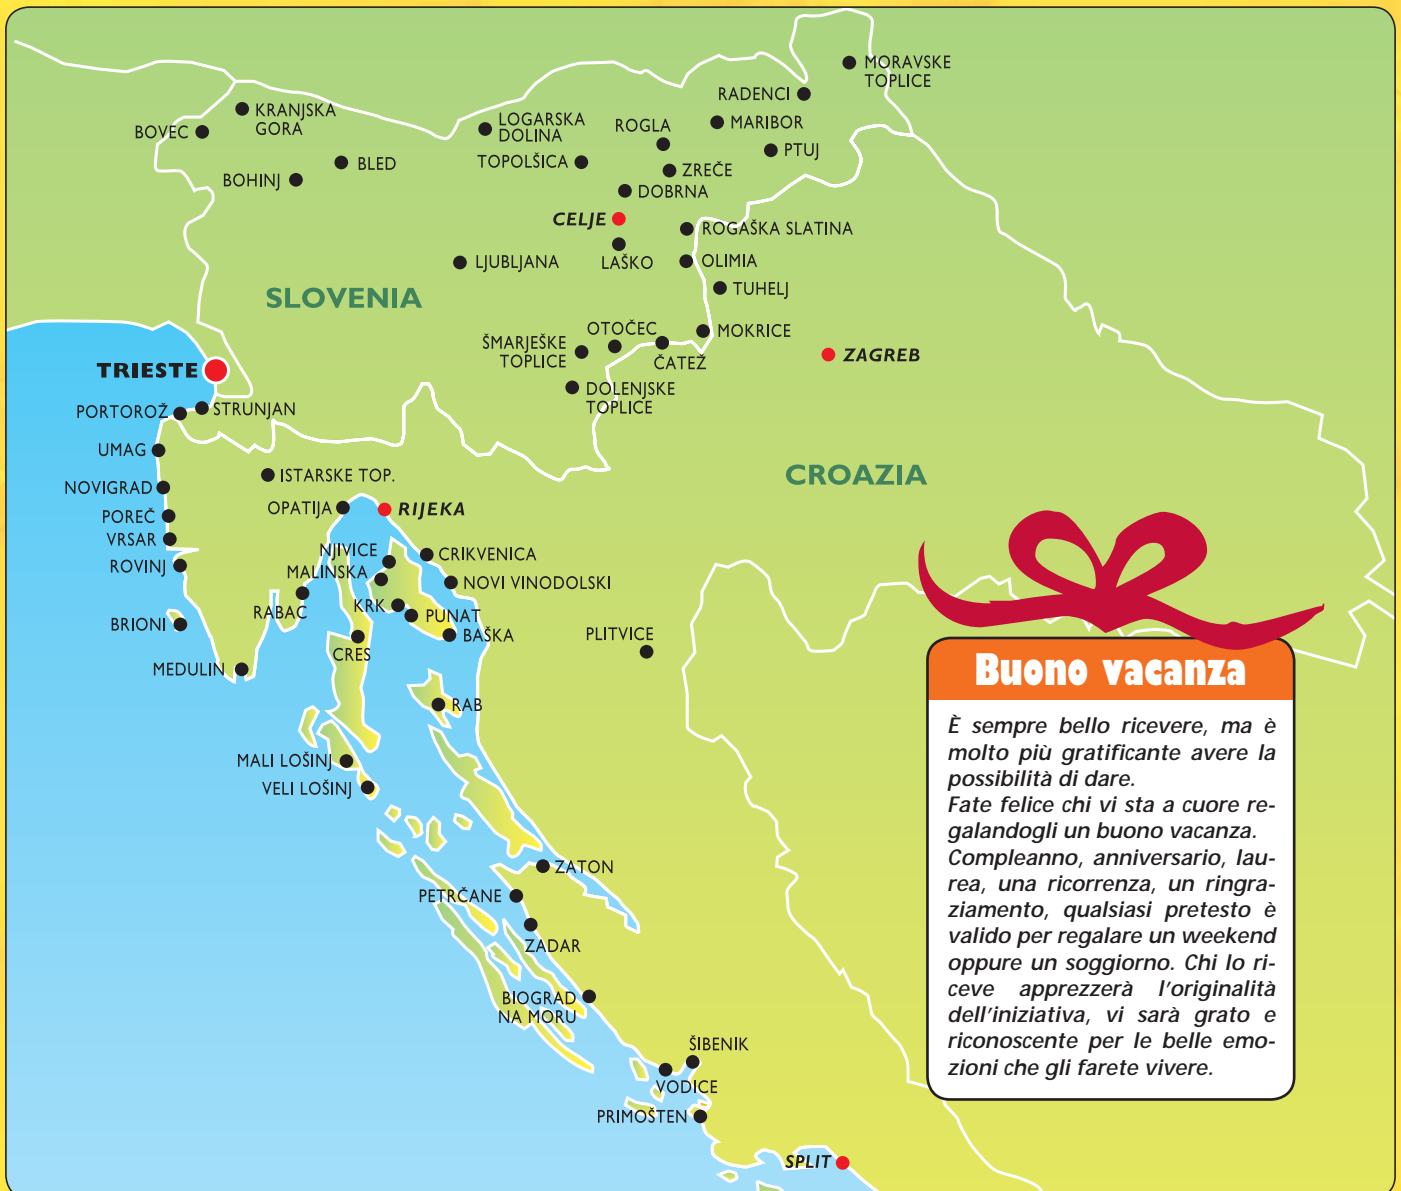 MORAVSKE
TOPLICE
RADENCI
KRANJSKA
GORA
LOGARSKA
DOLINA
ROGLA
MARIBOR
BOVEC
PTUJ
TOPOLŠICA
BLED
ZREČE
BOHINJ
DOBRNA
CELJE
ROGAŠKA SLATINA
LAŠKO
LJUBLJANA
OLIMIA
TUHELJ
SLOVENIA
OTOČEC
MOKRICE
ŠMARJEŠKE
TOPLICE
ČATEŽ
ZAGREB
TRIESTE
DOLENJSKE
TOPLICE
PORTOROŽ
STRUNJAN
UMAG
ISTARSKE TOP.
CROAZIA
NOVIGRAD
OPATIJA
RIJEKA
POREČ
VRSAR
NJIVICE
CRIKVENICA
ROVINJ
MALINSKA
NOVI VINODOLSKI
RABAC
KRK
PUNAT
BRIONI
BAŠKA
PLITVICE
CRES
MEDULIN
RAB
MALI LOŠINJ
VELI LOŠINJ
ZATON
PETRČANE
ZADAR
BIOGRAD
NA MORU
ŠIBENIK
VODICE
PRIMOŠTEN
SPLIT
Buono vacanza
È sempre bello ricevere, ma è
molto più gratificante avere la
possibilità di dare.
Fate felice chi vi sta a cuore re-
galandogli un buono vacanza.
Compleanno, anniversario, lau-
rea, una ricorrenza, un ringra-
ziamento, qualsiasi pretesto è
valido per regalare un weekend
oppure un soggiorno. Chi lo ri-
ceve apprezzerà l'originalità
dell'iniziativa, vi sarà grato e
riconoscente per le belle emo-
zioni che gli farete vivere.